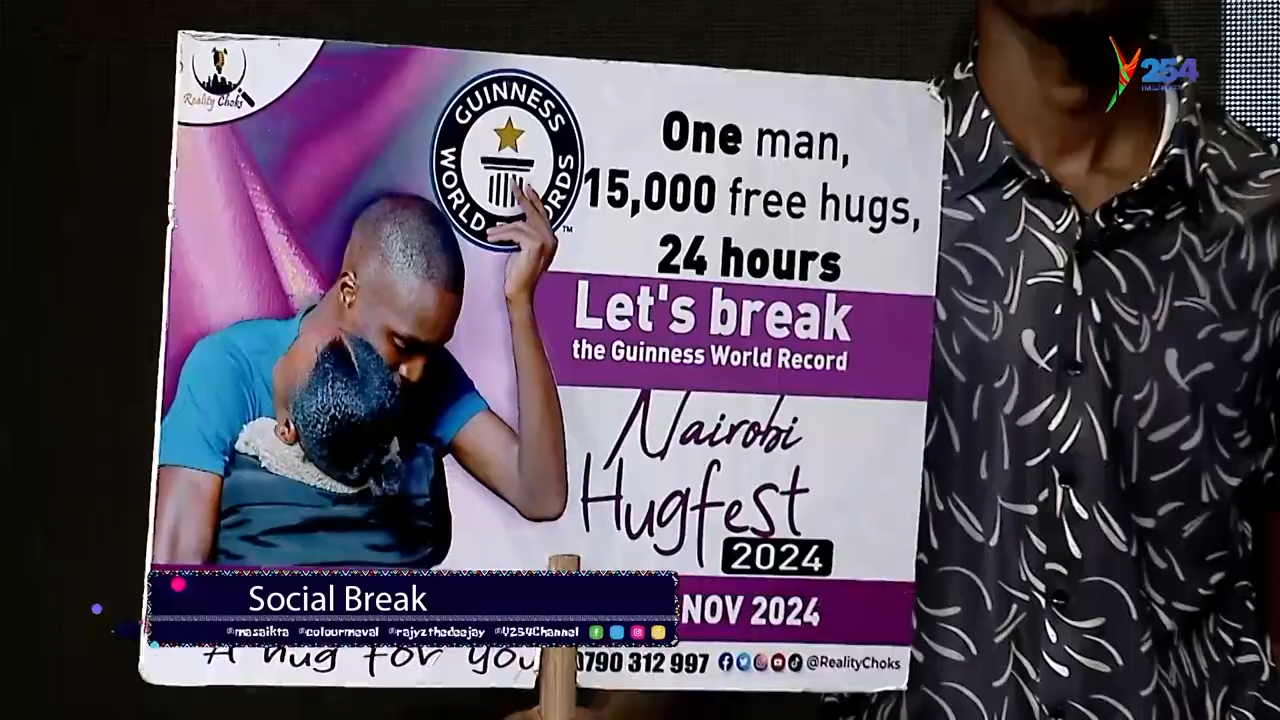 Reality Choks
254
GUINNESS
WORLD RECORDS
TM
One man,
15,000 free hugs,
24 hours
Let's break
the Guinness World Record
Nairobi
Hugfest
2024
NOV 2024
A hug for you
0790 312 997 @RealityChoks
Social Break
@masaikta @colourmeval @rajyzthedeejay @Y254Channel